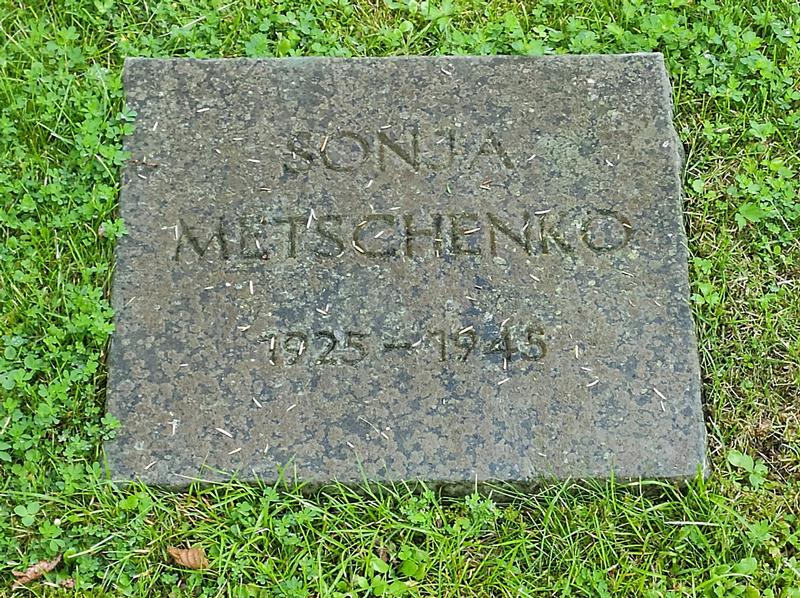 SONJA
METSCHENKO
1925 – 1945